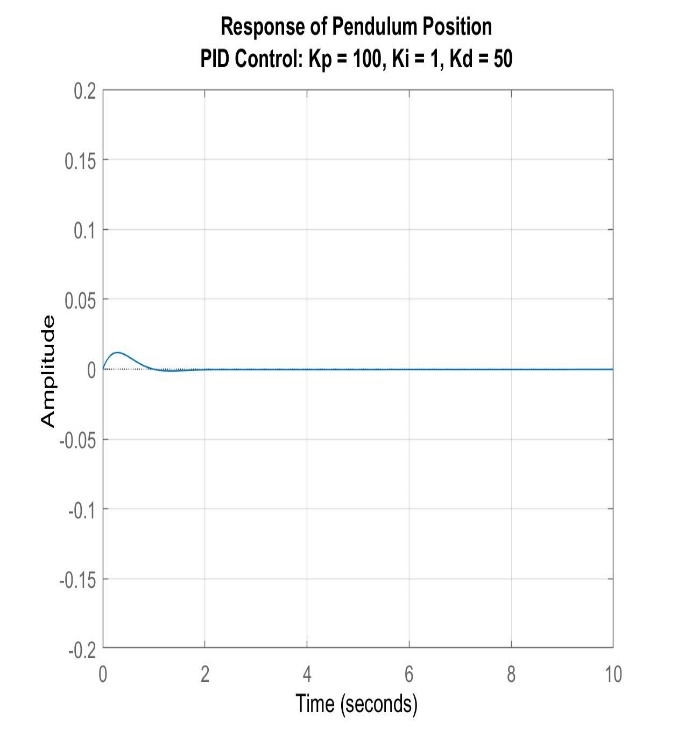 Response of Pendulum Position
PID Control: Kp = 100, Ki = 1, Kd = 50
0.2
0.15
0.1
0.05
0
-0.05
-0.1
-0.15
-0.2
Amplitude
0 2 4 6 8 10
Time (seconds)